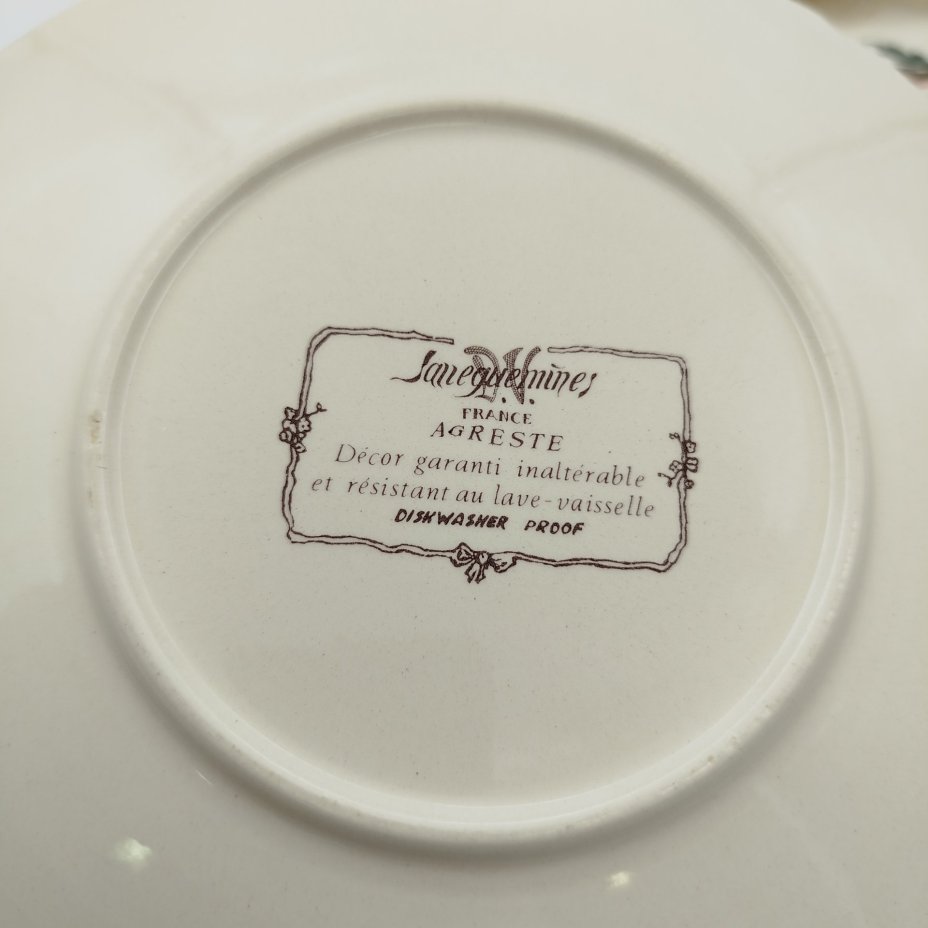 Sarreguemines
D.V.
FRANCE
AGRESTE
Décor garanti inaltérable
et résistant au lave-vaisselle
DISHWASHER PROOF